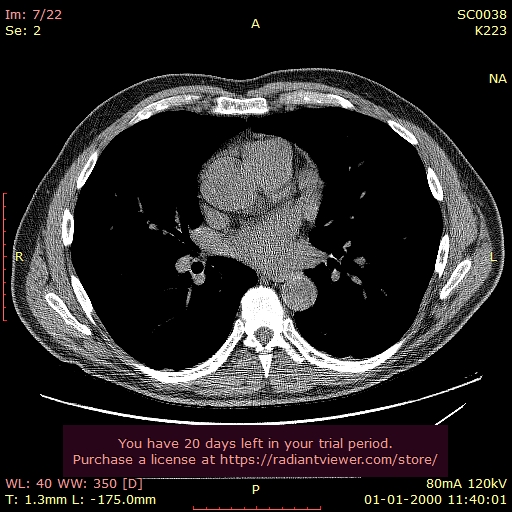 Im: 7/22
Se: 2
A
SC0038
K223
NA
R
L
You have 20 days left in your trial period.
Purchase a license at https://radiantviewer.com/store/
WL: 40 WW: 350 [D]
T: 1.3mm L: -175.0mm
P
80mA 120kV
01-01-2000 11:40:01